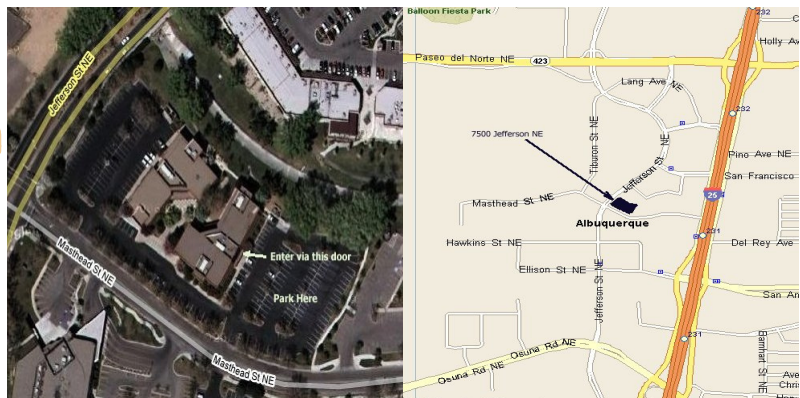 Jefferson St NE
Masthead St NE
Enter via this door
Park Here
Masthead St NE
Balloon Fiesta Park
232
Holly Av
Paseo del Norte NE
423
Lang Ave NE
232
7500 Jefferson NE
Tiburon St NE
Jefferson St NE
Pino Ave NE
San Francisco
25
Masthead St NE
Albuquerque
231
Hawkins St NE
Del Rey Ave
Ellison St NE
San An
Jefferson St NE
231
Osuna Rd NE
Osuna Rd NE
Barnhart St NE
Ave
Chris